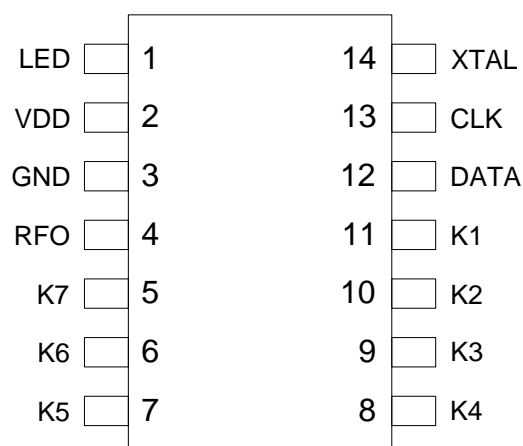 LED 1 14 XTAL
VDD 2 13 CLK
GND 3 12 DATA
RFO 4 11 K1
K7 5 10 K2
K6 6 9 K3
K5 7 8 K4